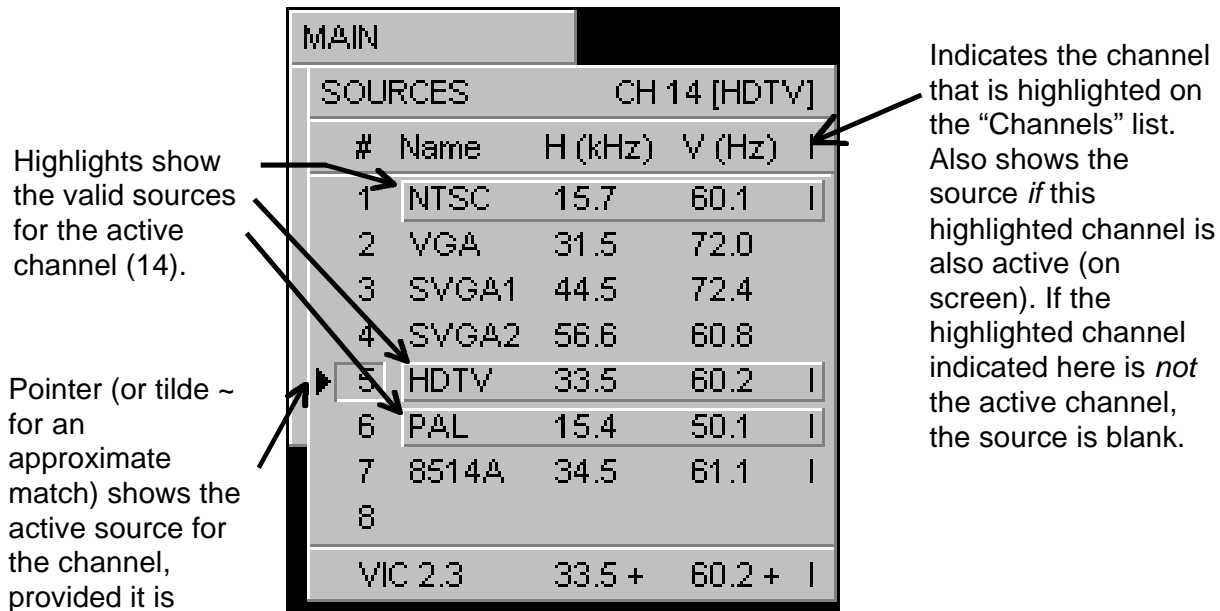 MAIN
SOURCES CH 14 [HDTV]
# Name H (kHz) V (Hz) I
1 NTSC 15.7 60.1 I
2 VGA 31.5 72.0
3 SVGA1 44.5 72.4
4 SVGA2 56.6 60.8
5 HDTV 33.5 60.2 I
6 PAL 15.4 50.1 I
7 8514A 34.5 61.1 I
8
VIC 2.3 33.5 + 60.2 + I
Highlights show
the valid sources
for the active
channel (14).
Pointer (or tilde ~
for an
approximate
match) shows the
active source for
the channel,
provided it is
Indicates the channel
that is highlighted on
the “Channels” list.
Also shows the
source if this
highlighted channel is
also active (on
screen). If the
highlighted channel
indicated here is not
the active channel,
the source is blank.